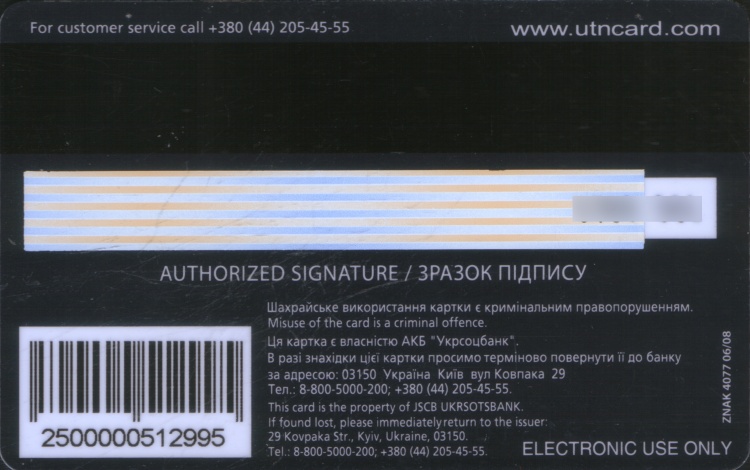 For customer service call +380 (44) 205-45-55
www.utncard.com
AUTHORIZED SIGNATURE / ЗРАЗОК ПІДПИСУ
Шахрайське використання картки є кримінальним правопорушенням.
Misuse of the card is a criminal offence.
Ця картка є власністю АКБ "Укрсоцбанк".
В разі знахідки цієї картки просимо терміново повернути її до банку
за адресою: 03150 Україна Київ вул Ковпака 29
Тел.: 8-800-5000-200; +380 (44) 205-45-55.
This card is the property of JSCB UKRSOTSBANK.
If found lost, please immediately return to the issuer:
29 Kovpaka Str., Kyiv, Ukraine, 03150.
Tel.: 8-800-5000-200; +380 (44) 205-45-55.
2500000512995
ZNAK 4077 06/08
ELECTRONIC USE ONLY